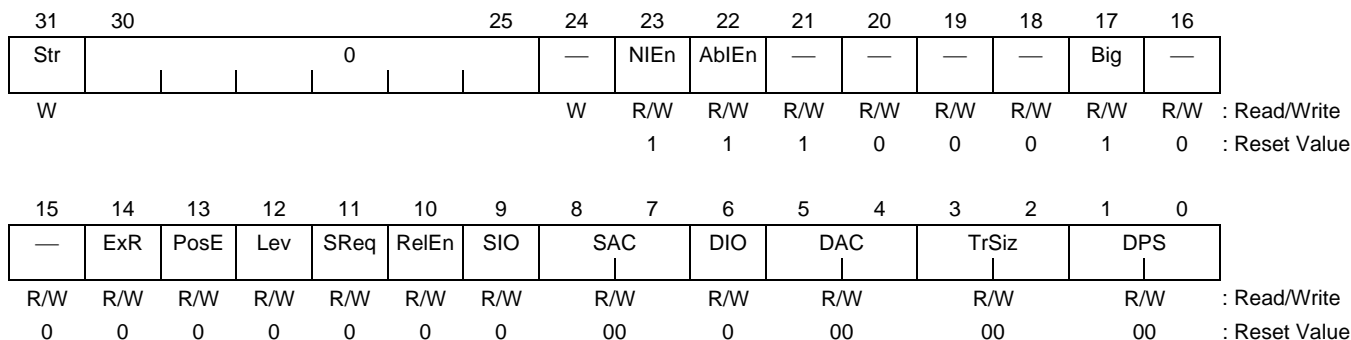 31 30 25 24 23 22 21 20 19 18 17 16
Str 0 — NIEn AbIEn — — — — Big —
W W R/W R/W R/W R/W R/W R/W R/W R/W : Read/Write
1 1 1 0 0 0 1 0 : Reset Value
15 14 13 12 11 10 9 8 7 6 5 4 3 2 1 0
— ExR PosE Lev SReq RelEn SIO SAC DIO DAC TrSiz DPS
R/W R/W R/W R/W R/W R/W R/W R/W R/W R/W R/W R/W : Read/Write
0 0 0 0 0 0 0 00 0 00 00 00 : Reset Value